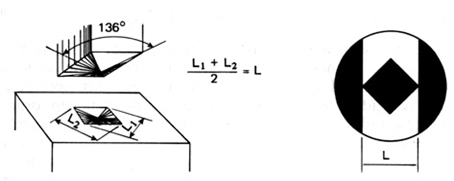 136°
L₁ + L₂
2
= L
L₂
L₁
L